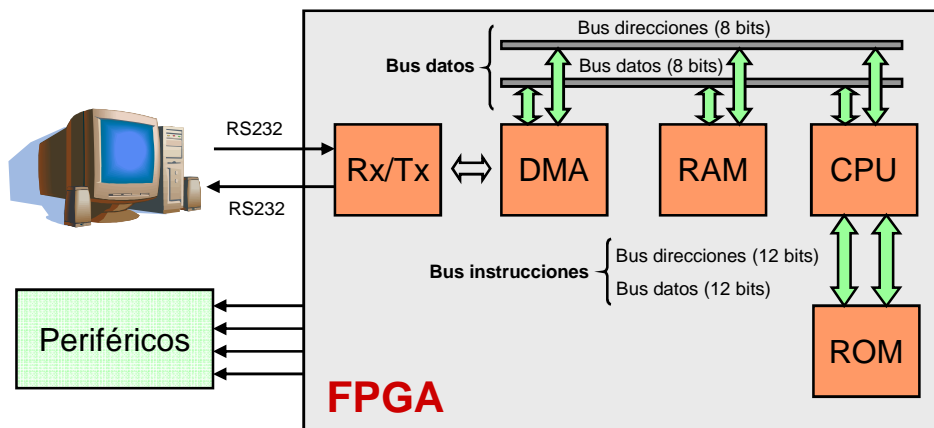 Bus direcciones (8 bits)
Bus datos
Bus datos (8 bits)
RS232
Rx/Tx
DMA
RAM
CPU
RS232
Bus instrucciones
Bus direcciones (12 bits)
Bus datos (12 bits)
Periféricos
ROM
FPGA